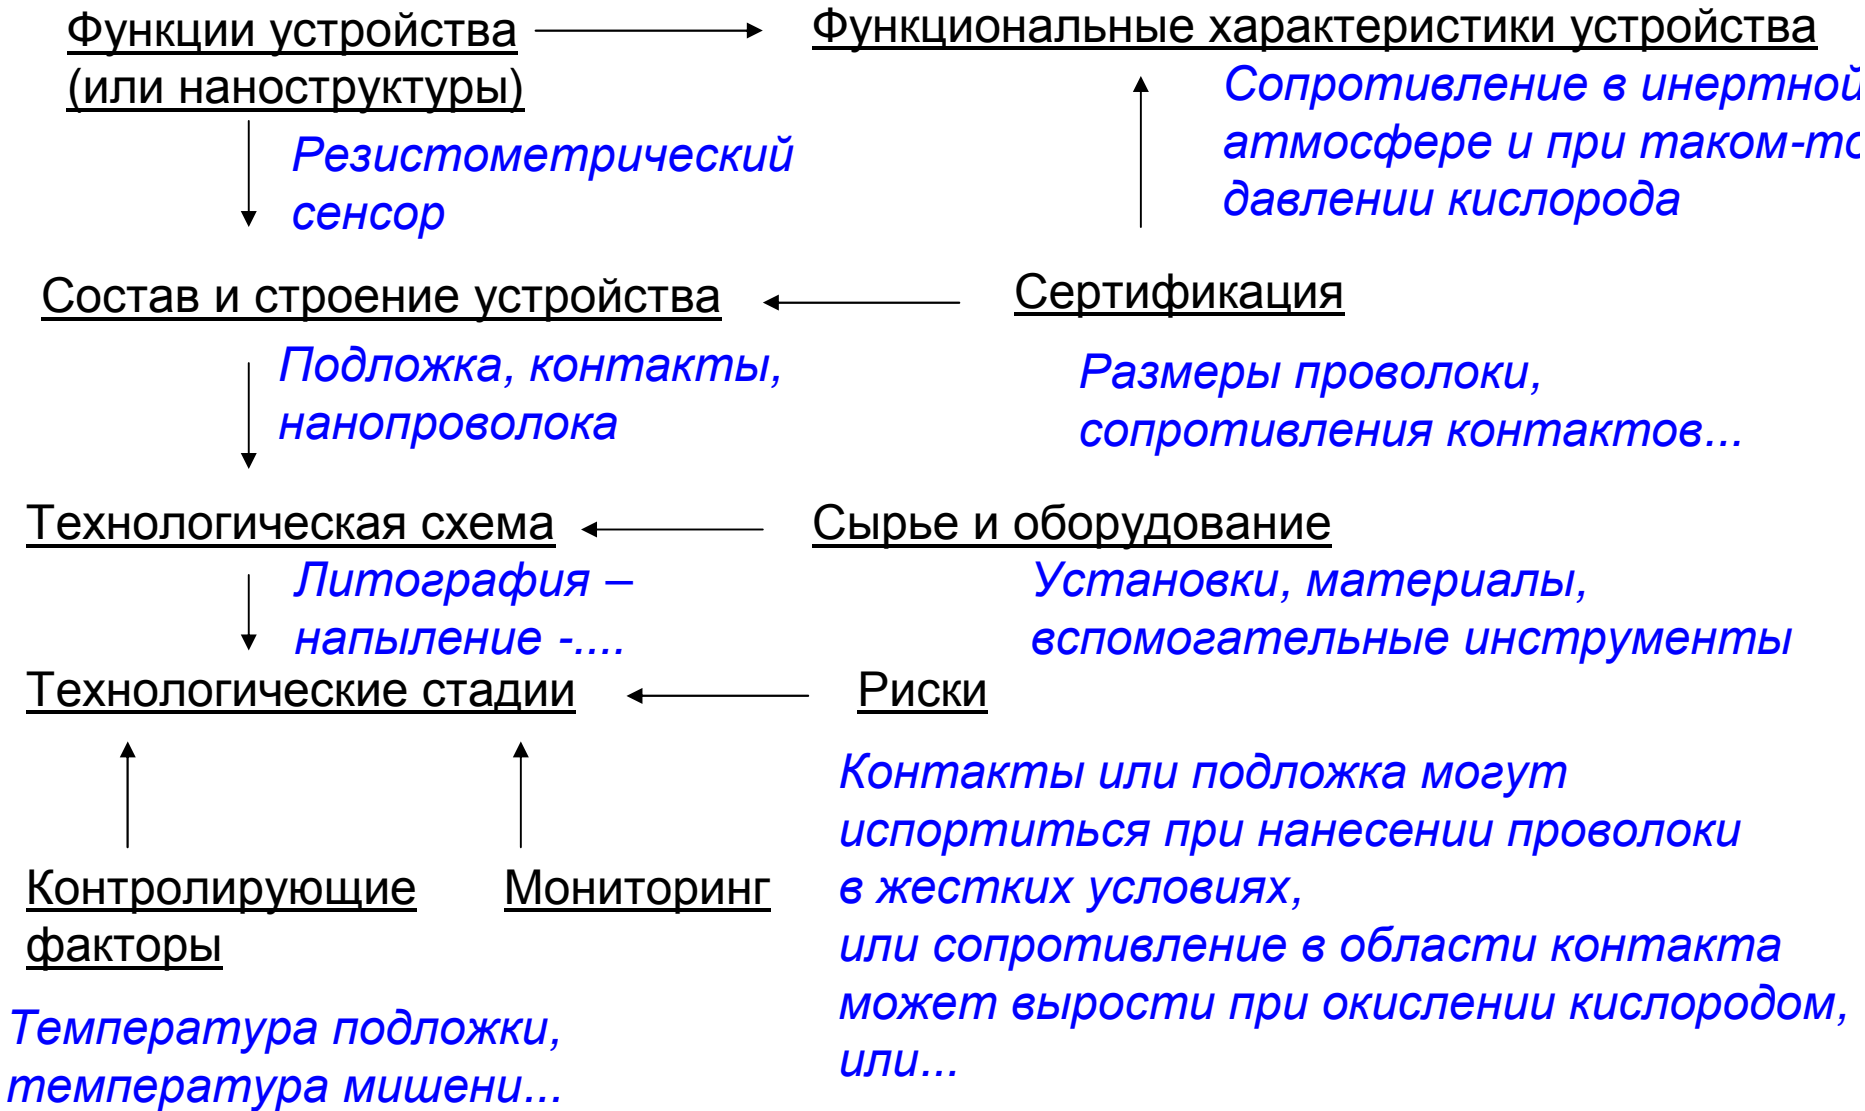 Функции устройства
(или наноструктуры)
Функциональные характеристики устройства
Сопротивление в инертной
атмосфере и при таком-то
давлении кислорода
Резистометрический
сенсор
Состав и строение устройства
Сертификация
Подложка, контакты,
нанопроволока
Размеры проволоки,
сопротивления контактов...
Технологическая схема
Сырье и оборудование
Литография –
напыление -....
Установки, материалы,
вспомогательные инструменты
Технологические стадии
Риски
Контакты или подложка могут
испортиться при нанесении проволоки
в жестких условиях,
или сопротивление в области контакта
может вырости при окислении кислородом,
или...
Контролирующие
факторы
Мониторинг
Температура подложки,
температура мишени...